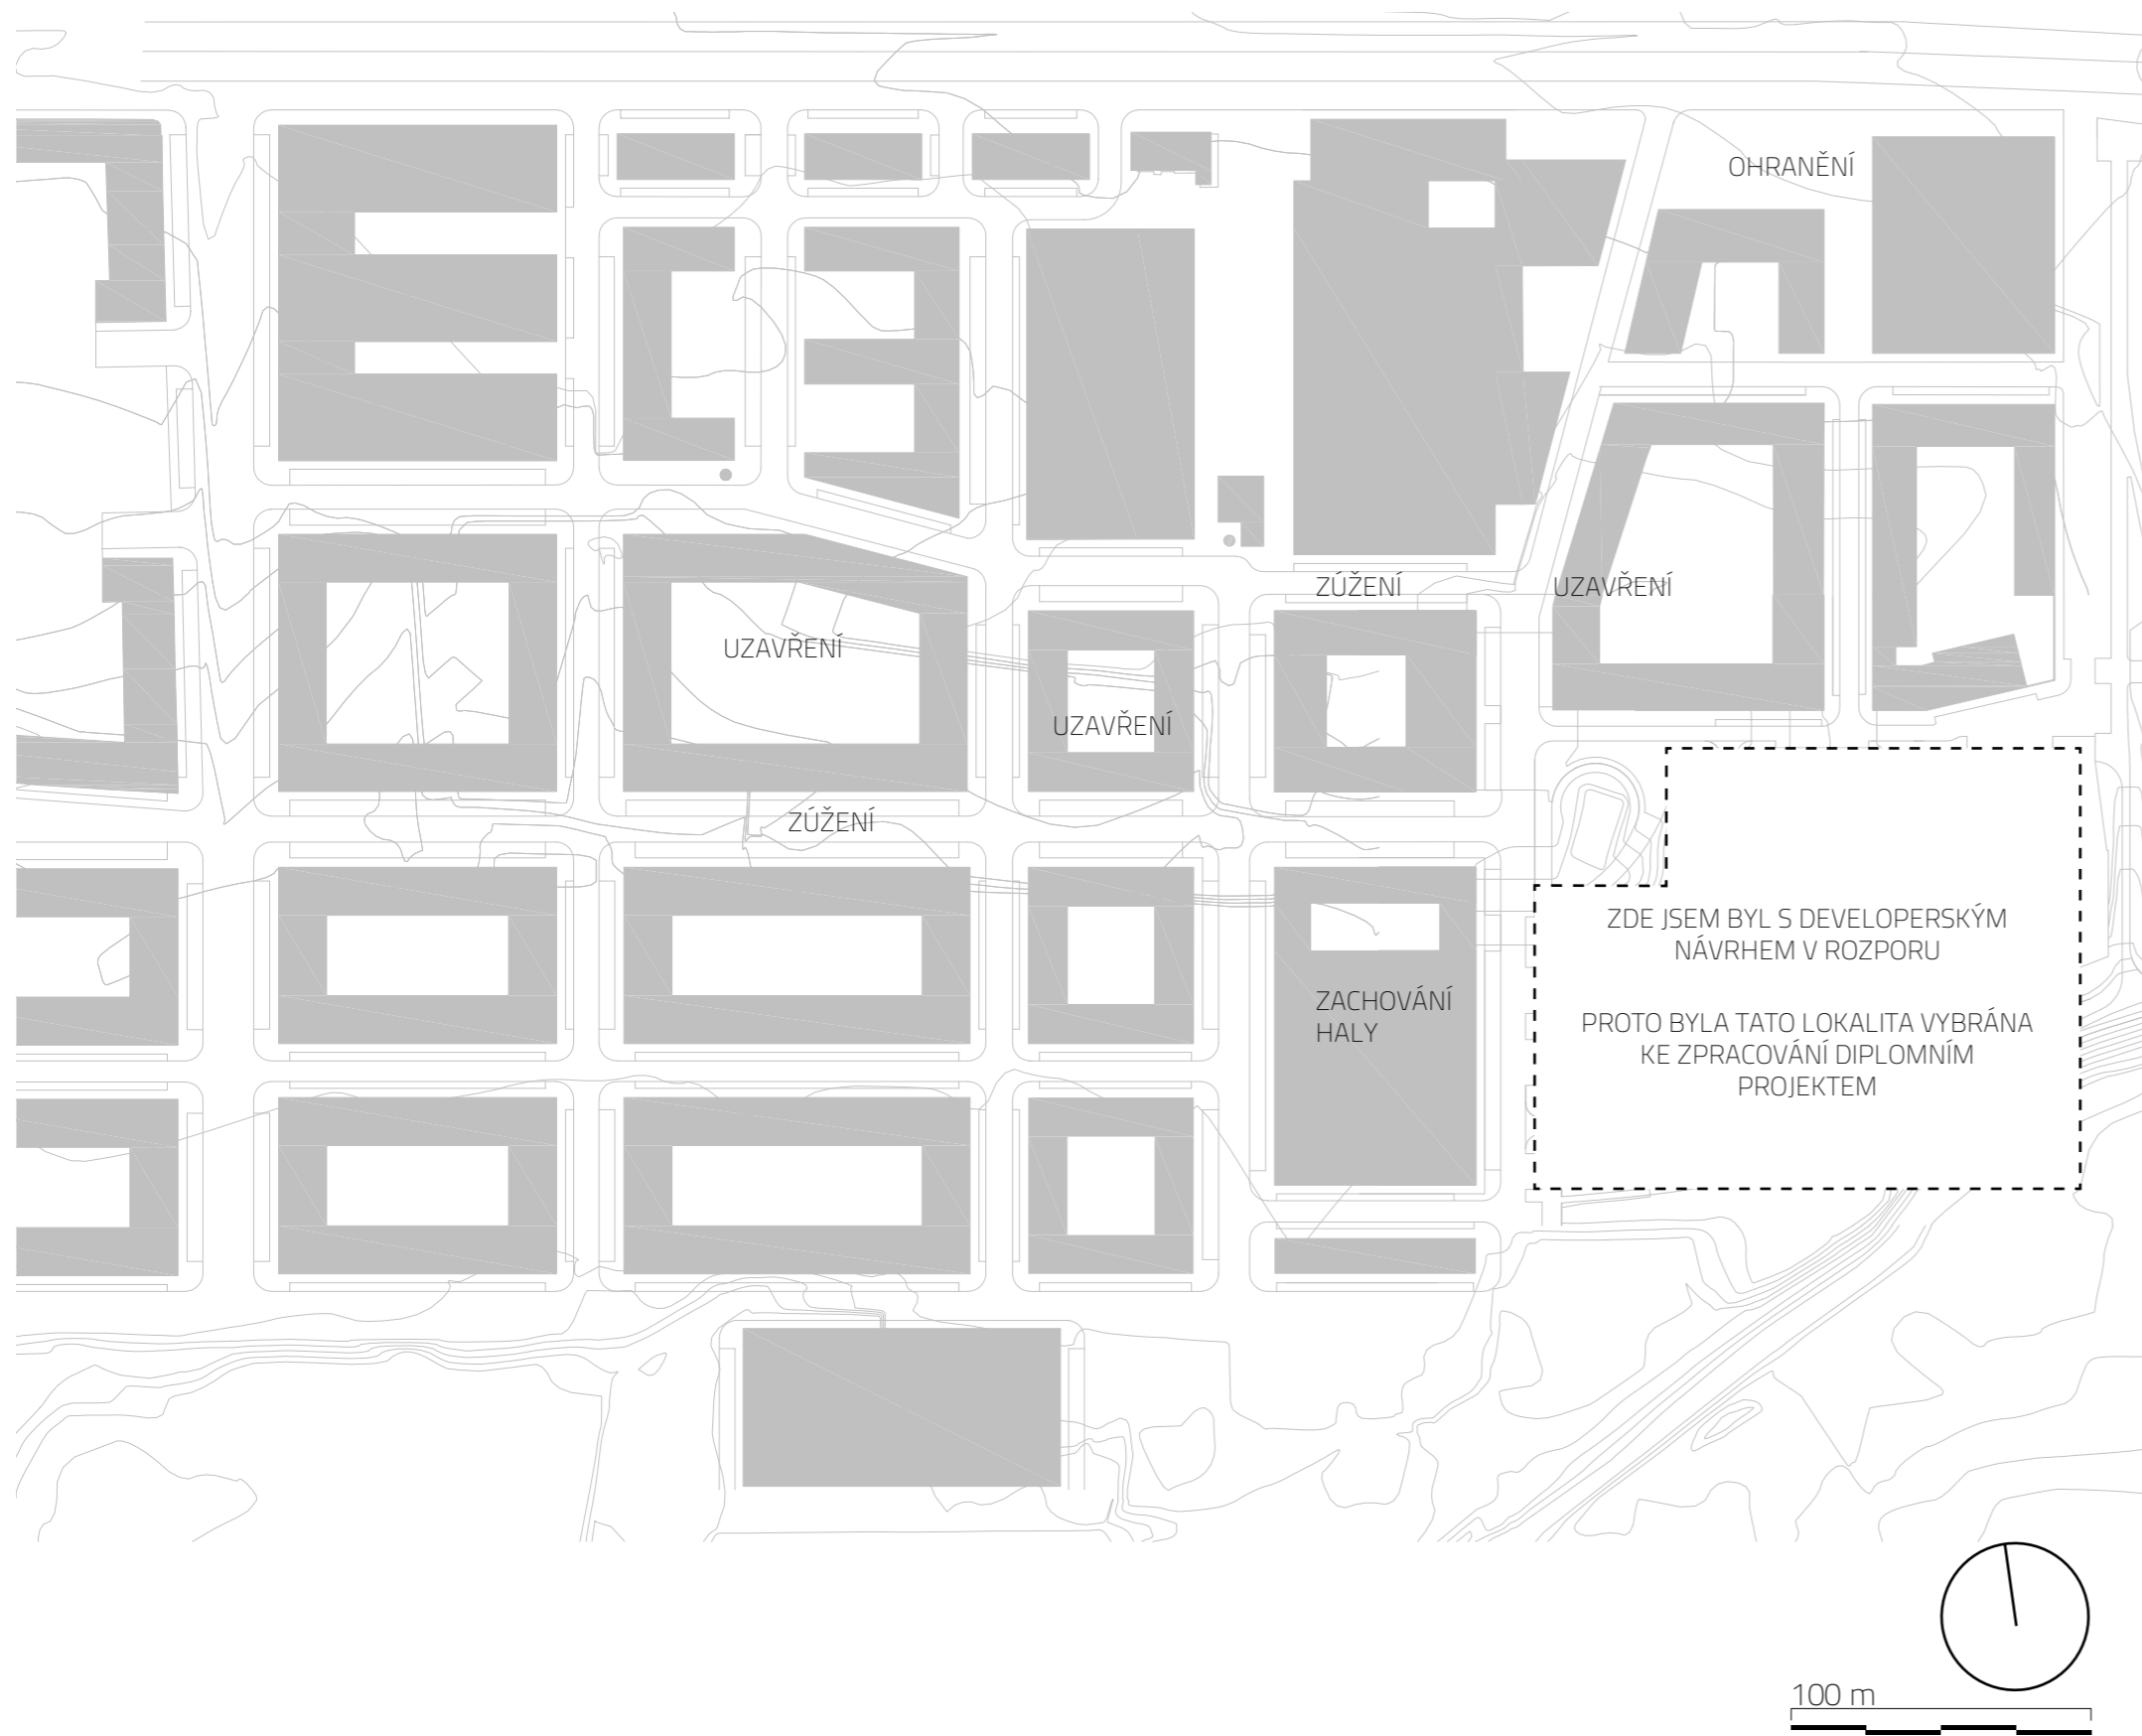 OHRANĚNÍ
ZÚŽENÍ
UZAVŘENÍ
UZAVŘENÍ
UZAVŘENÍ
ZÚŽENÍ
ZDE JSEM BYL S DEVELOPERSKÝM
NÁVRHEM V ROZPORU
PROTO BYLA TATO LOKALITA VYBRÁNA
KE ZPRACOVÁNÍ DIPLOMNÍM
PROJEKTEM
ZACHOVÁNÍ
HALY
100 m